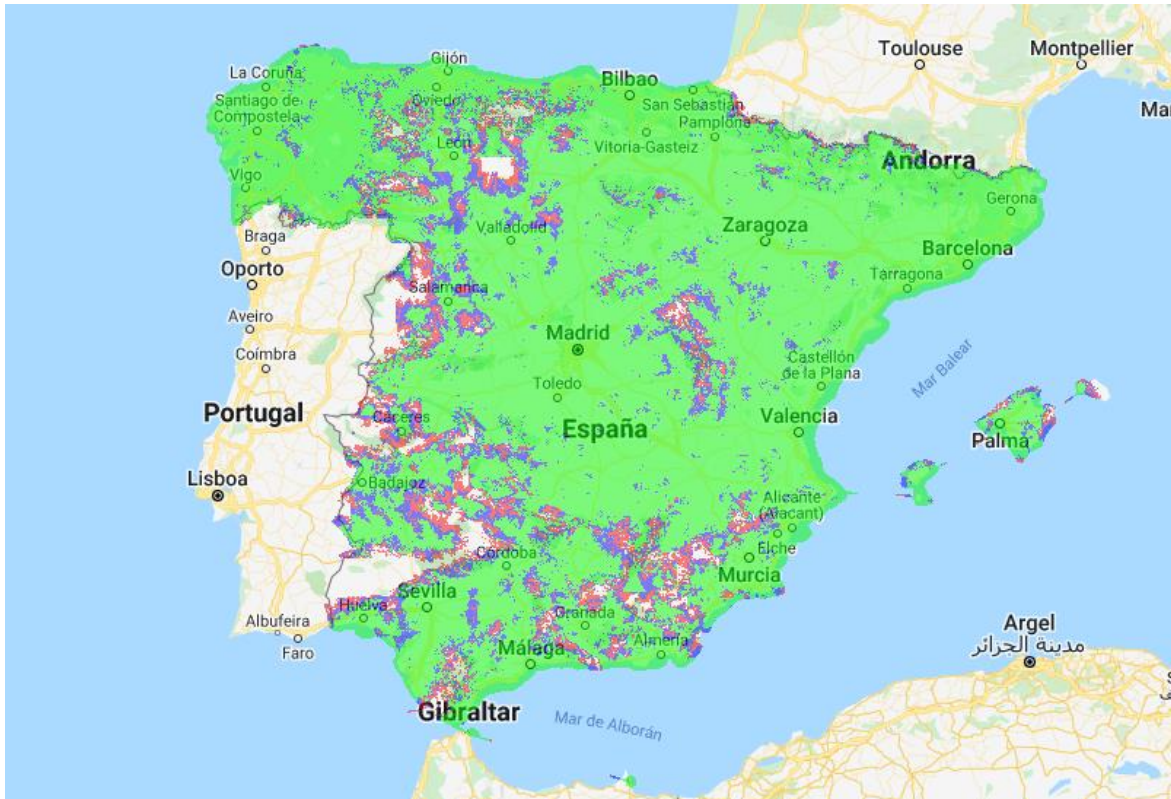 Toulouse
Montpellier
Mar
La Coruña
Gijón
Oviedo
Bilbao
San Sebastián
Santiago de
Compostela
Pamplona
León
Vitoria-Gasteiz
Andorra
Vigo
Gerona
Braga
Valladolid
Zaragoza
Barcelona
Oporto
Tarragona
Salamanca
Aveiro
Madrid
Coímbra
Castellón
de la Plana
Mar Balear
Toledo
Portugal
Cáceres
España
Valencia
Palma
Lisboa
Badajoz
Alicante
(Alacant)
Elche
Córdoba
Murcia
Sevilla
Huelva
Albufeira
Faro
Granada
Almería
Málaga
Argel
مدينة الجزائر
Gibraltar
Mar de Alborán